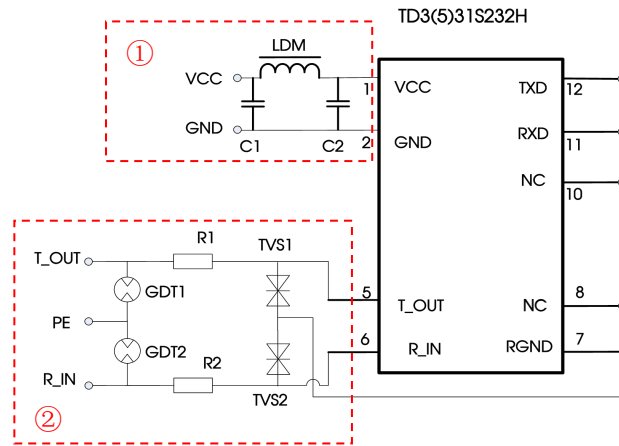 TD3(5)31S232H
①
LDM
VCC
1
VCC
TXD
12
GND
C1
C2
2
GND
RXD
11
NC
10
R1
TVS1
T_OUT
GDT1
5
T_OUT
NC
8
PE
GDT2
R2
6
R_IN
RGND
7
R_IN
TVS2
②